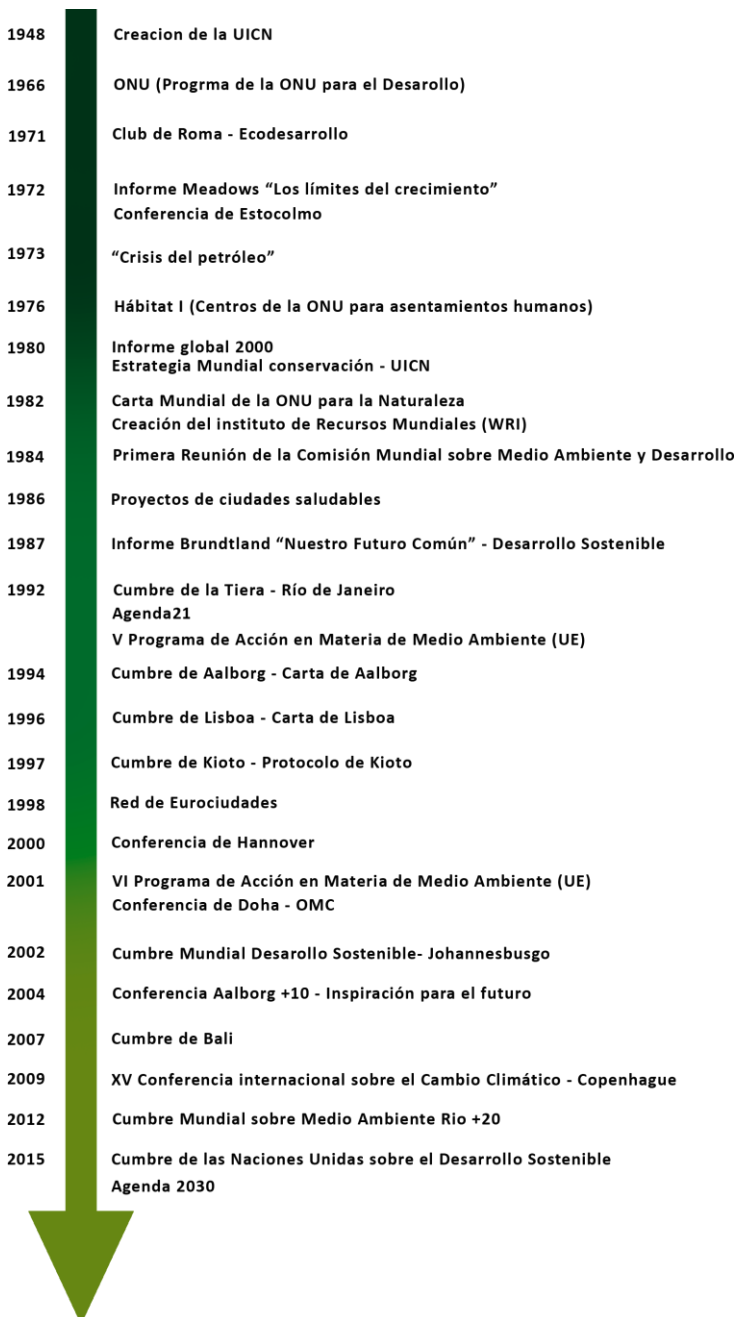 1948 Creacion de la UICN
1966 ONU (Progrma de la ONU para el Desarollo)
1971 Club de Roma - Ecodesarrollo
1972 Informe Meadows “Los límites del crecimiento”
Conferencia de Estocolmo
1973 “Crisis del petróleo”
1976 Hábitat I (Centros de la ONU para asentamientos humanos)
1980 Informe global 2000
Estrategia Mundial conservación - UICN
1982 Carta Mundial de la ONU para la Naturaleza
Creación del instituto de Recursos Mundiales (WRI)
1984 Primera Reunión de la Comisión Mundial sobre Medio Ambiente y Desarrollo
1986 Proyectos de ciudades saludables
1987 Informe Brundtland “Nuestro Futuro Común” - Desarrollo Sostenible
1992 Cumbre de la Tiera - Río de Janeiro
Agenda21
V Programa de Acción en Materia de Medio Ambiente (UE)
1994 Cumbre de Aalborg - Carta de Aalborg
1996 Cumbre de Lisboa - Carta de Lisboa
1997 Cumbre de Kioto - Protocolo de Kioto
1998 Red de Eurociudades
2000 Conferencia de Hannover
2001 VI Programa de Acción en Materia de Medio Ambiente (UE)
Conferencia de Doha - OMC
2002 Cumbre Mundial Desarollo Sostenible- Johannesbusgo
2004 Conferencia Aalborg +10 - Inspiración para el futuro
2007 Cumbre de Bali
2009 XV Conferencia internacional sobre el Cambio Climático - Copenhague
2012 Cumbre Mundial sobre Medio Ambiente Rio +20
2015 Cumbre de las Naciones Unidas sobre el Desarrollo Sostenible
Agenda 2030